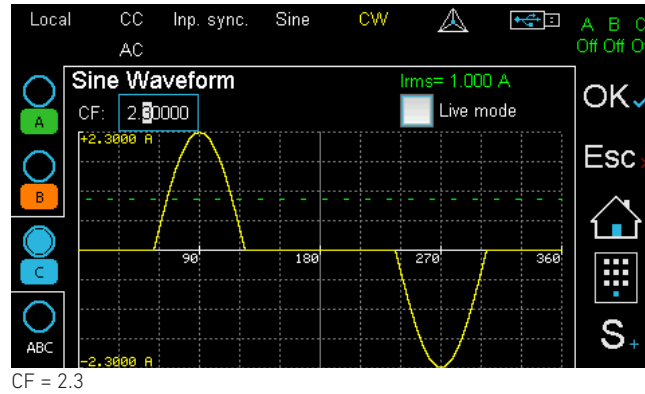 Local CC Inp. sync. Sine CW A B C
AC Off Off O
Sine Waveform Irms= 1.000 A
CF: 2.30000 Live mode
OK
A
+2.3000 A
Esc
B
90 180 270 360
C
ABC
S+
-2.3000 A
CF = 2.3